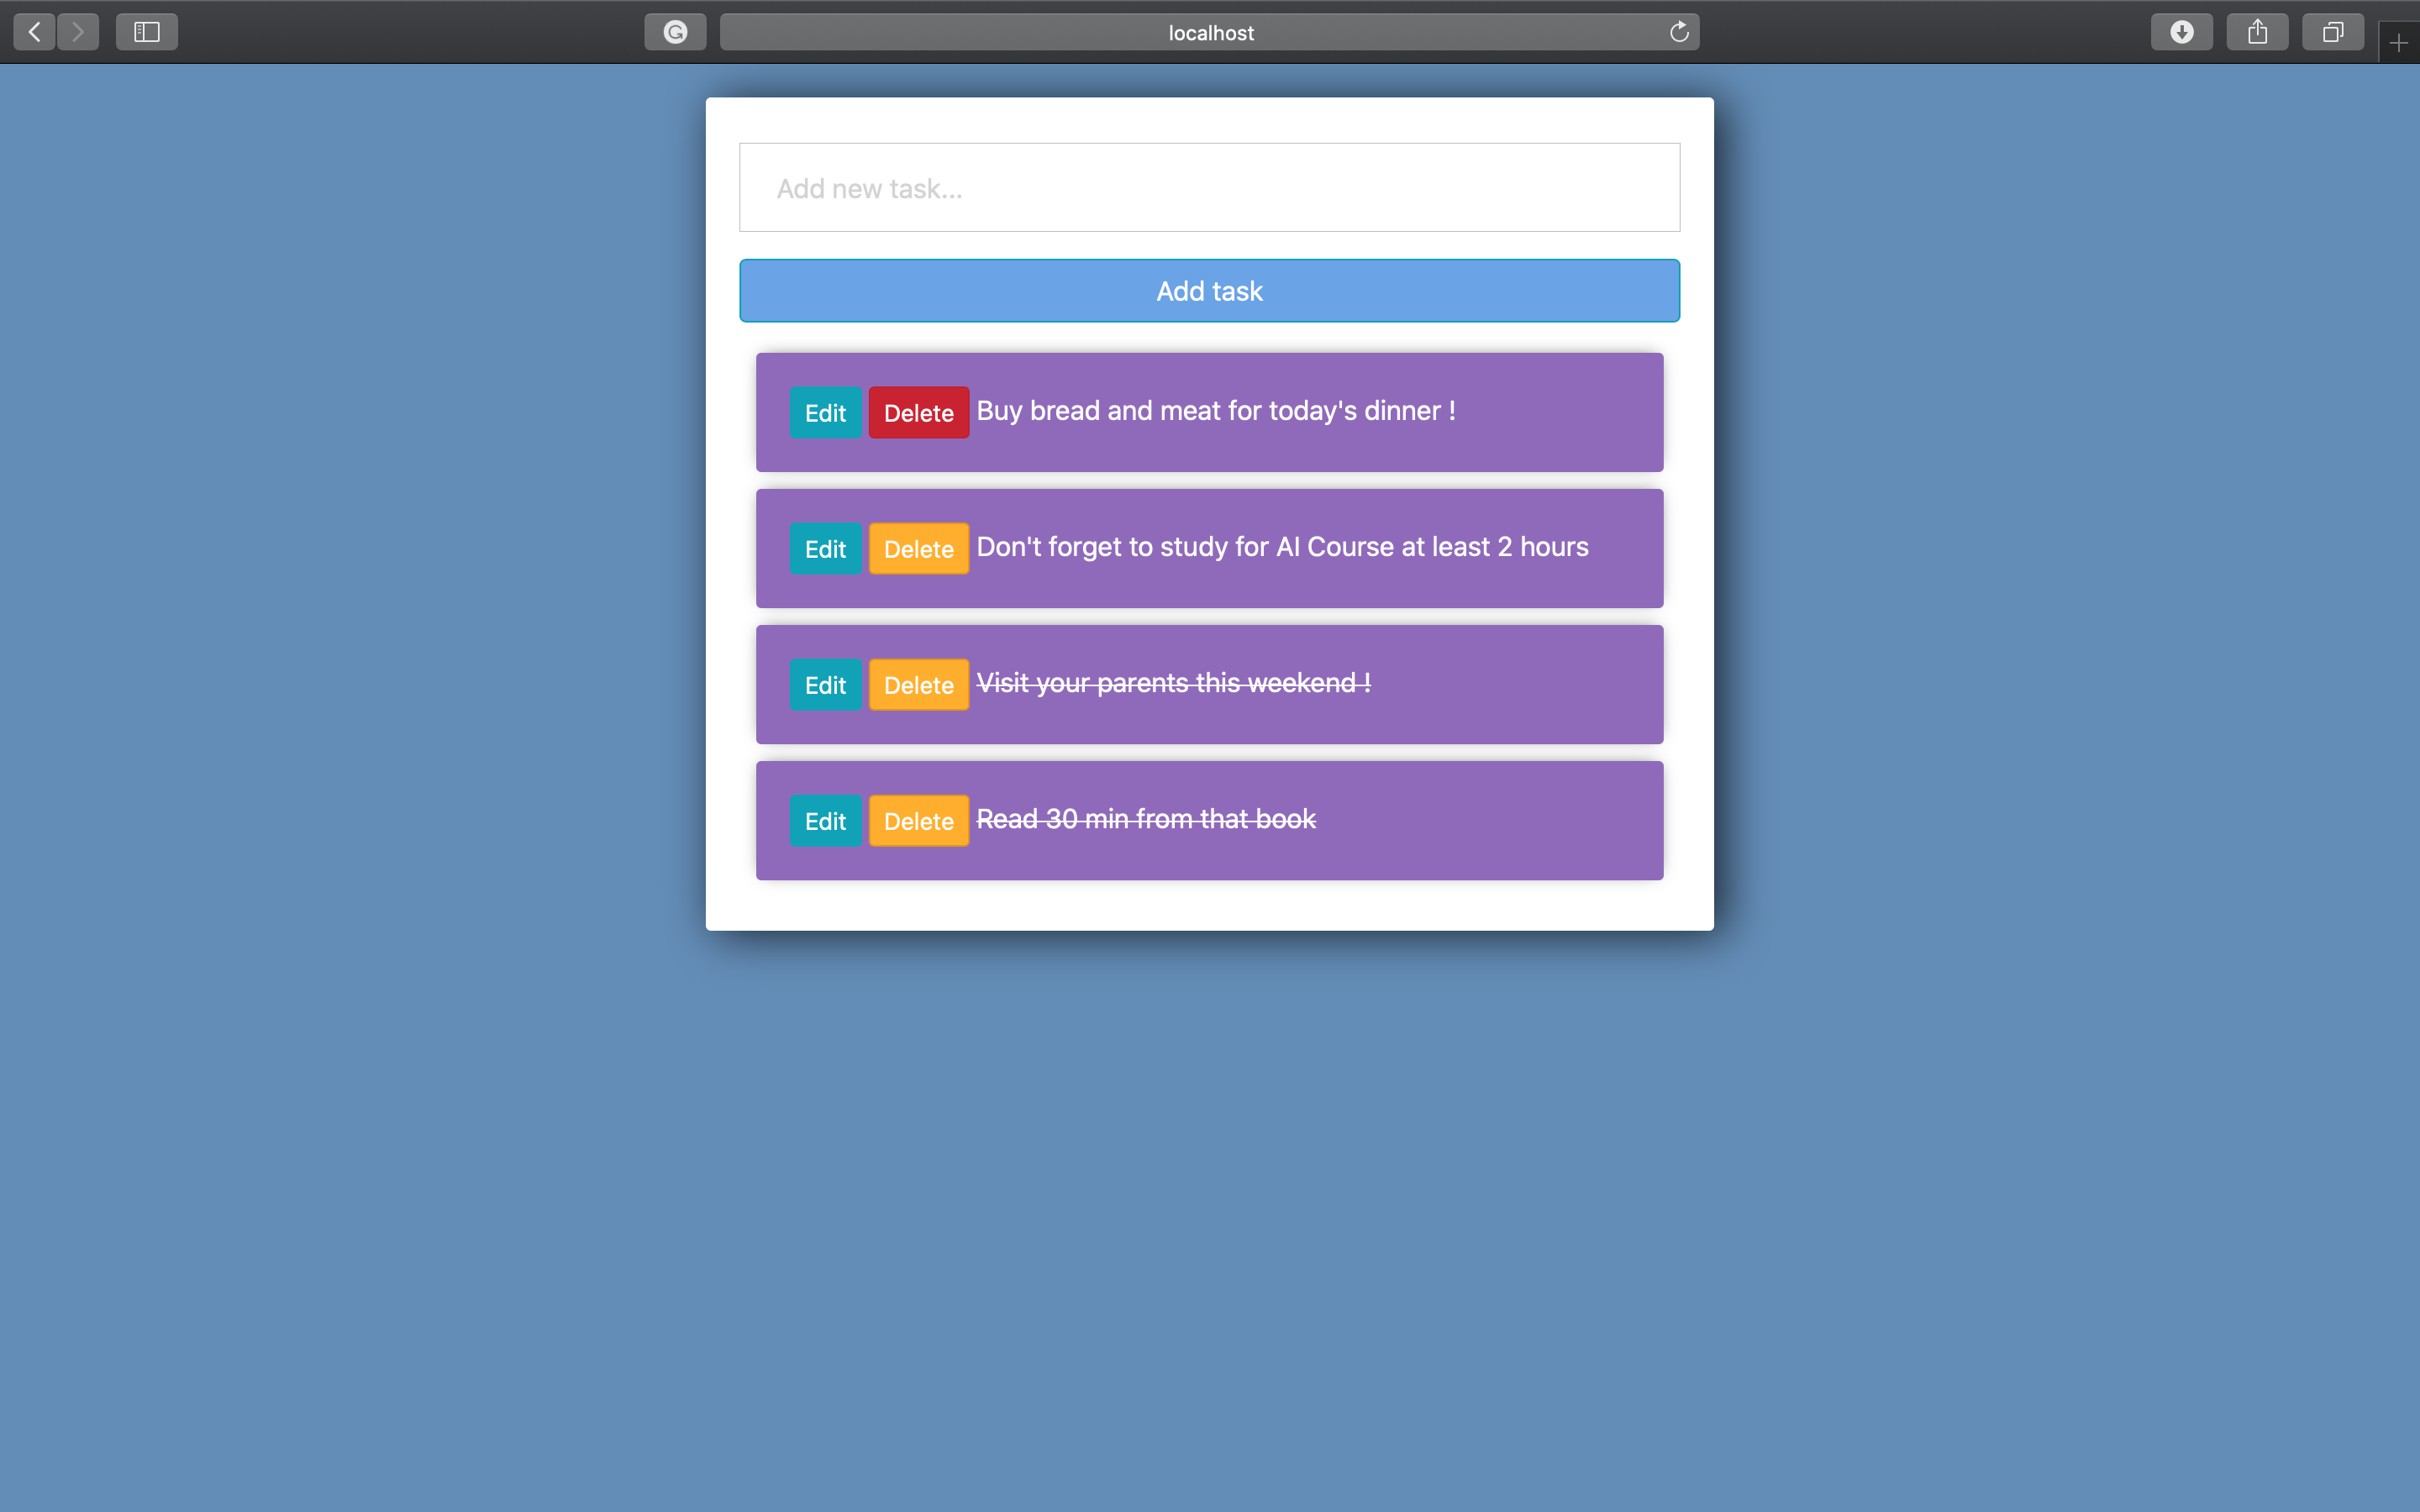 localhost
Add new task...
Add task
Edit Delete Buy bread and meat for today's dinner !
Edit Delete Don't forget to study for AI Course at least 2 hours
Edit Delete Visit your parents this weekend !
Edit Delete Read 30 min from that book